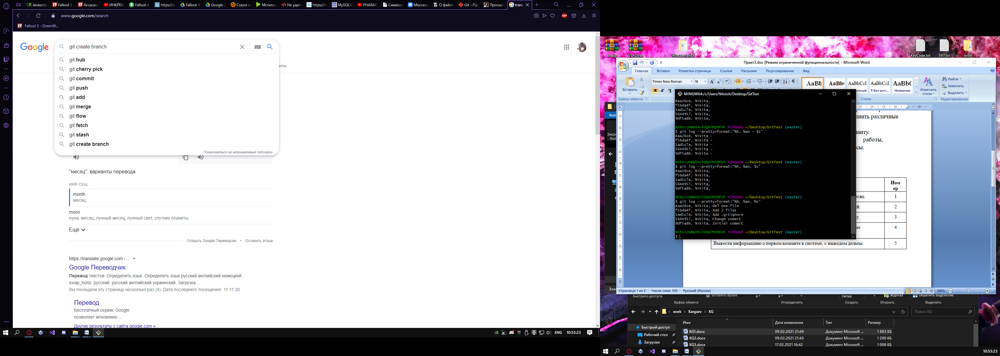 Javascrip
Fallout 3
Ассасин
ИНКРЕМ
Fallout 4:
https://a
Fallout 4
Google Д
Сокол и
Мстител
Не удает
https://ru
MySQL.R
PHARAO
Символ
Мессенд
О файле
Git - Прс
Просмот
trans
www.google.com/search
Fallout 3 - GreenW...
Google
git create branch
git hub
git cherry pick
git commit
git push
git add
git merge
git flow
git fetch
git stash
git create branch
Пожаловаться на неприемлемые подсказки
нты
"месяц": варианты перевода
имя сущ.
month
месяц
moon
луна, месяц, лунный месяц, лунный свет, спутник планеты
Ещё
Открыть Google Переводчик • Оставить отзыв
https://translate.google.com › ...
Google Переводчик
Перевод текстов. Определить язык. Определить язык русский английский немецкий.
swap_horiz. русский. русский английский украинский. Загрузка ...
Вы посещали эту страницу несколько раз (4). Дата последнего посещения: 11.11.20
Перевод
Бесплатный сервис Google
позволяет мгновенно ...
Другие результаты с сайта google.com »
ENG 10:53:23
kr.zip
VLAD.rar
Новая папка
KeyCode.txt
597.txt
work
Практ3.doc [Режим ограниченной функциональности] - Microsoft Word
Главная Вставка Разметка страницы Ссылки Рассылки Рецензирование Вид
Times New Roman 16
Вставить
Буфер обмена
Ж К Ч
AaBb AaBb AaBbCcI AaBbCcI AaBbC
ычный ¶ Без инт... Название
Изменить стили
Стили
Найти
Заменить
Выделить
Редактирование
MINGW64:/c/Users/Nitoich/Desktop/GitTest
4aa26ce, Nikita,
f5bda4f, Nikita,
1ad1c7a, Nikita,
5644957, Nikita,
9df5a8b, Nikita,
Nitoich@WIN-TUQ67MU9FVF MINGW64 ~/Desktop/GitTest (master)
$ git log --pretty=format:"%h, %an - $s"
4aa26ce, Nikita -
f5bda4f, Nikita -
1ad1c7a, Nikita -
5644957, Nikita -
9df5a8b, Nikita -
Nitoich@WIN-TUQ67MU9FVF MINGW64 ~/Desktop/GitTest (master)
$ git log --pretty=format:"%h, %an, $s"
4aa26ce, Nikita,
f5bda4f, Nikita,
1ad1c7a, Nikita,
5644957, Nikita,
9df5a8b, Nikita,
Nitoich@WIN-TUQ67MU9FVF MINGW64 ~/Desktop/GitTest (master)
$ git log --pretty=format:"%h, %an, %s"
4aa26ce, Nikita, del one file
f5bda4f, Nikita, Add 2 files
1ad1c7a, Nikita, Add .gitignore
5644957, Nikita, Change commit
9df5a8b, Nikita, Initial commit
Nitoich@WIN-TUQ67MU9FVF MINGW64 ~/Desktop/GitTest (master)
$
лнить различные
нту.
работы,
сы.
Ном
ер
есяц. 1
й. 2
у. 3
ие 4
Вывести информацию о первом коммите в системе, с выводом дельты 5
Страница: 1 из 2 Число слов: 330 Русский (Россия) 100%
быстрого доступа
Вставить ярлык
папка
Журнал
Обратить выделение
Буфер обмена Упорядочить Создать Открыть Выделить
work › Kargaev › KG
Поиск: KG
Имя Дата изменения Тип Размер
Быстрый доступ
Рабочий стол
Загрузки
KG1.docx 09.02.2021 21:49 Документ Microsoft ... 1 883 КБ
KG2.docx 09.02.2021 21:43 Документ Microsoft ... 1 200 КБ
KG3.docx 17.02.2021 16:42 Документ Microsoft ... 1 008 КБ
10:53:23